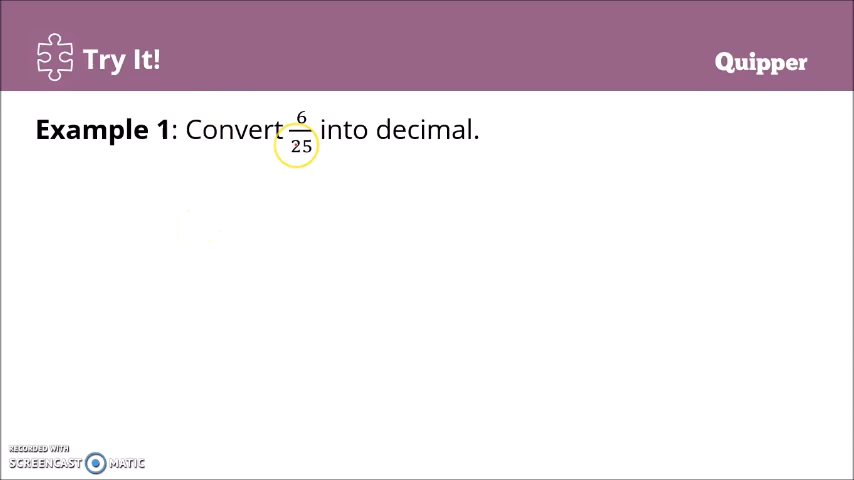 Try It!
Quipper
Example 1: Convert 6/25 into decimal.
RECORDED WITH
SCREENCAST MATIC